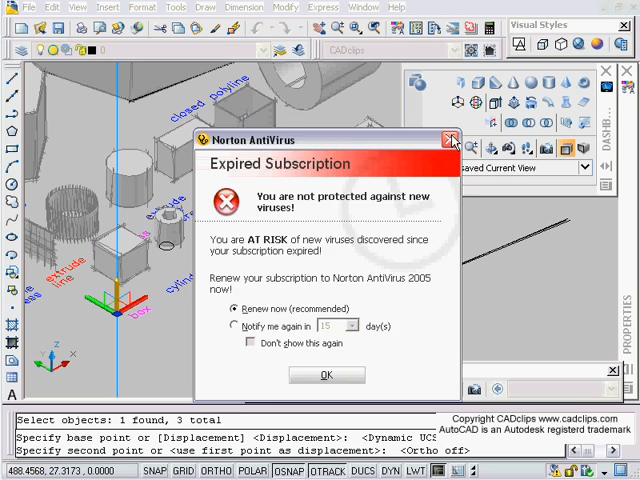 File Edit View Insert Format Tools Draw Dimension Modify Express Window
Visual Styles
0
CADclips
DASHB
saved Current View
closed polyline
extrude
line
cylin
box
Z
Y
X
PROPERTIES
Norton AntiVirus
Expired Subscription
You are not protected against new
viruses!
You are AT RISK of new viruses discovered since
your subscription expired!
Renew your subscription to Norton AntiVirus 2005
now!
Renew now (recommended)
Notify me again in 15 day(s)
Don't show this again
OK
Select objects: 1 found, 3 total
Specify base point or [Displacement] <Displacement>: <Dynamic UCS
Specify second point or <use first point as displacement>: <Ortho off>
Copyright CADclips www.cadclips.com
AutoCAD is an Autodesk registerd trademark
488.4568, 27.3173, 0.0000 SNAP GRID ORTHO POLAR OSNAP OTRACK DUCS DYN LWT